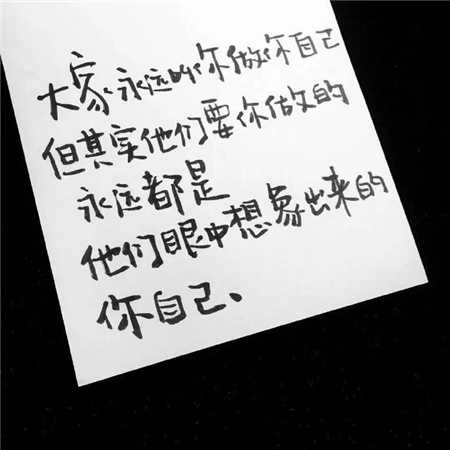 大家永远叫你做你自己
但其实他们要你做的
永远都是
他们眼中想象出来的
你自己、